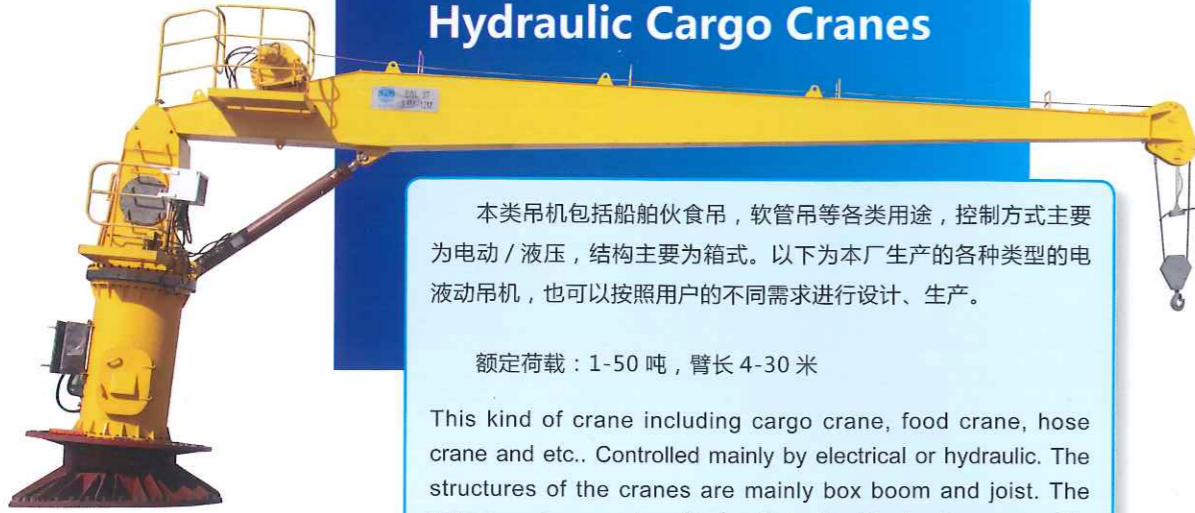 Hydraulic Cargo Cranes
本类吊机包括船舶伙食吊，软管吊等各类用途，控制方式主要
为电动 / 液压，结构主要为箱式。以下为本厂生产的各种类型的电
液动吊机，也可以按照用户的不同需求进行设计、生产。
额定荷载：1-50 吨，臂长 4-30 米
This kind of crane including cargo crane, food crane, hose
crane and etc.. Controlled mainly by electrical or hydraulic. The
structures of the cranes are mainly box boom and joist. The